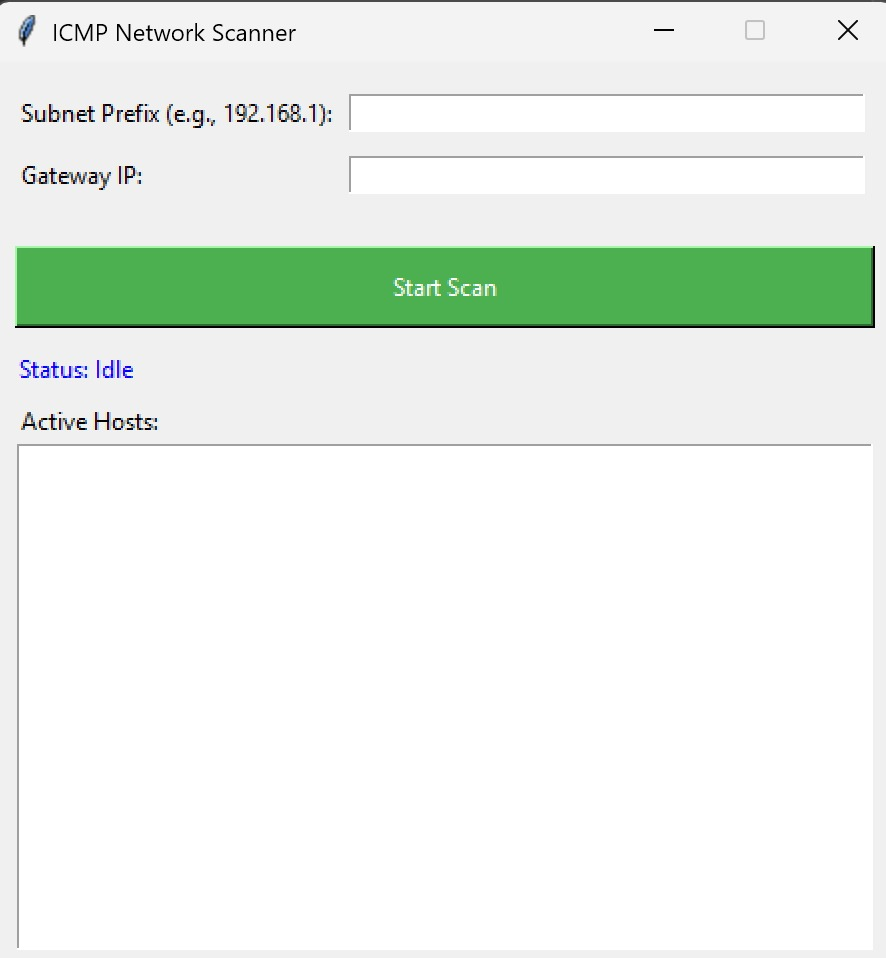 ICMP Network Scanner
Subnet Prefix (e.g., 192.168.1):
Gateway IP:
Start Scan
Status: Idle
Active Hosts: